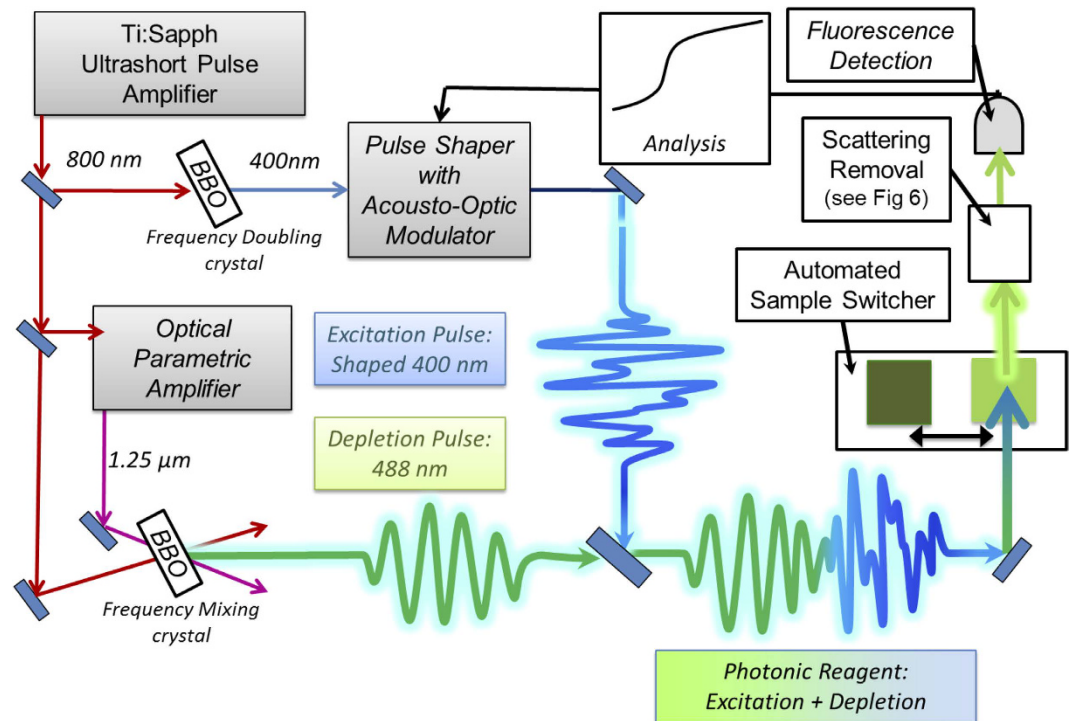 Ti:Sapph
Ultrashort Pulse
Amplifier
800 nm
BBO
400nm
Frequency Doubling
crystal
Pulse Shaper
with
Acousto-Optic
Modulator
Analysis
Fluorescence
Detection
Scattering
Removal
(see Fig 6)
Automated
Sample Switcher
Optical
Parametric
Amplifier
Excitation Pulse:
Shaped 400 nm
Depletion Pulse:
488 nm
1.25 µm
BBO
Frequency Mixing
crystal
Photonic Reagent:
Excitation + Depletion